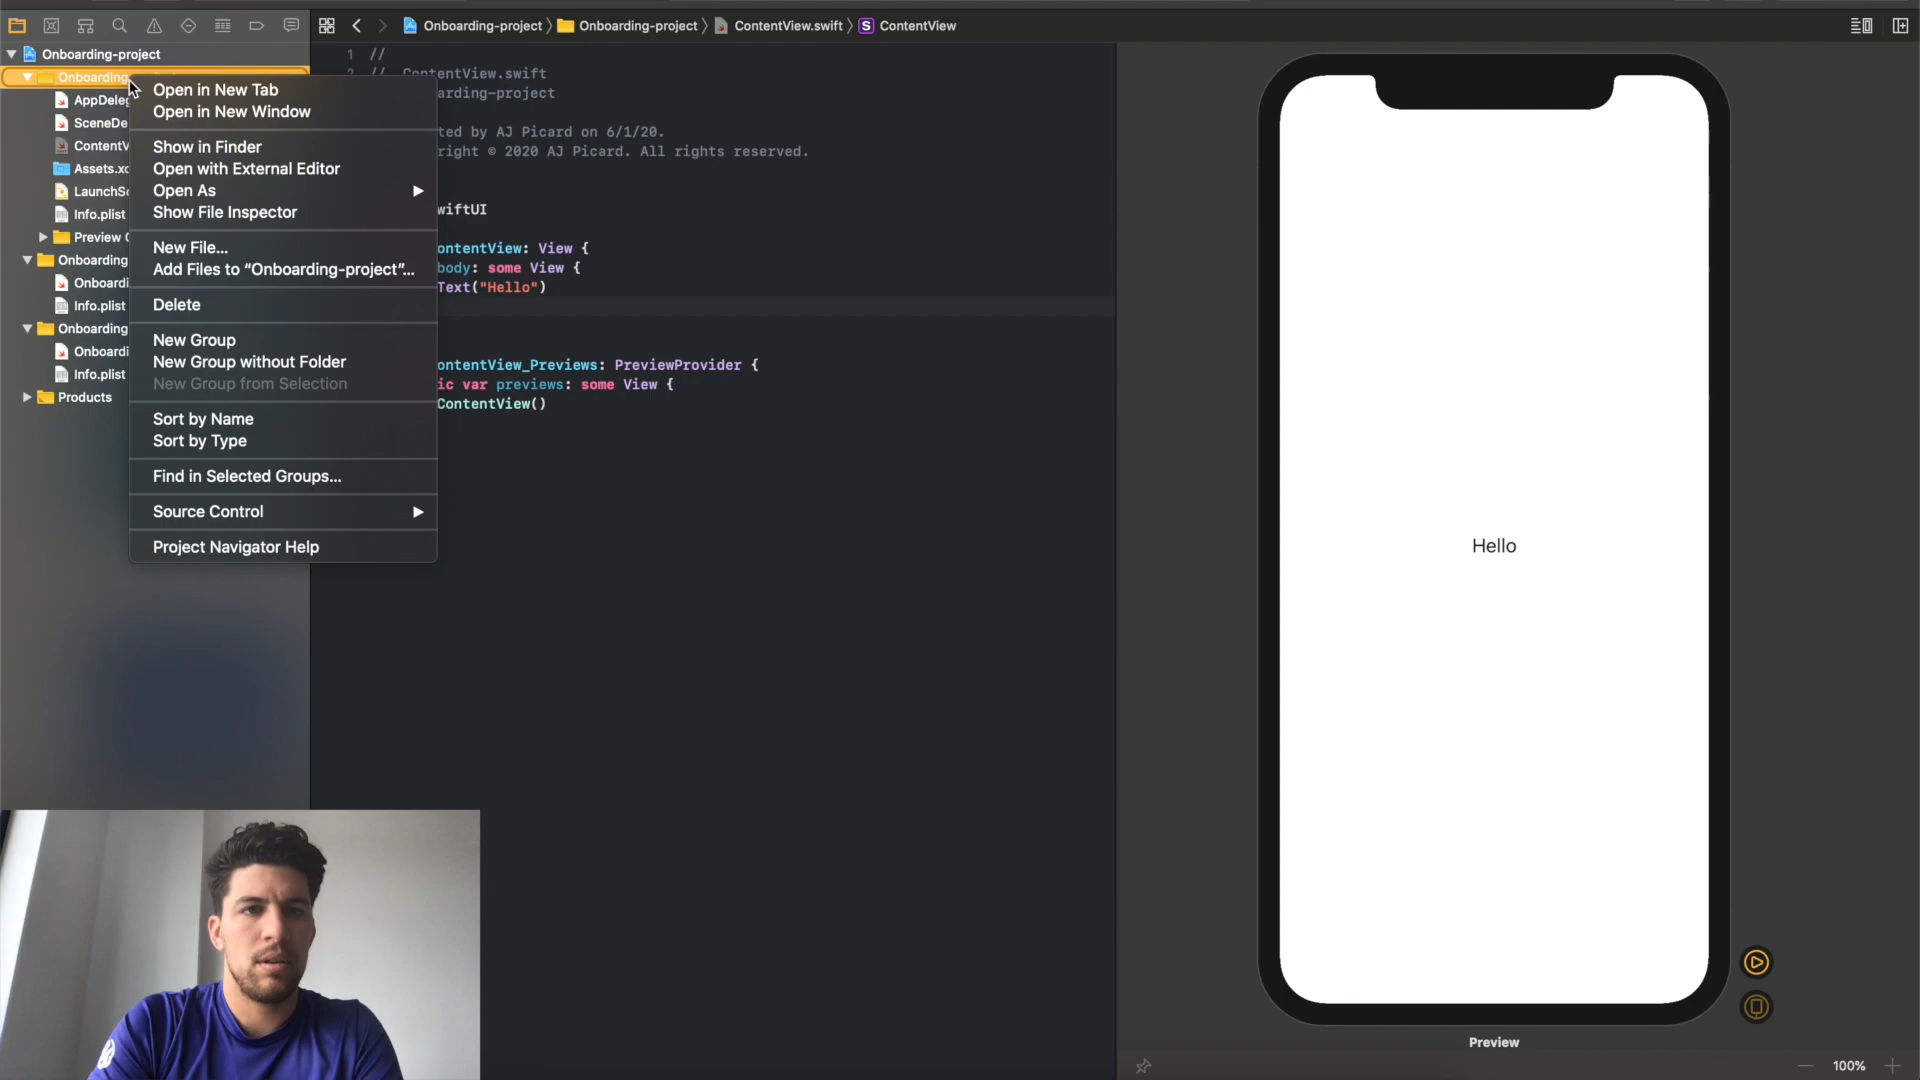 Onboarding-project 〉 Onboarding-project 〉 ContentView.swift 〉 S ContentView
Onboarding-project
Onboarding
AppDeleg
SceneDe
ContentV
Assets.xc
LaunchSc
Info.plist
Preview C
Onboarding
Onboardi
Info.plist
Onboarding
Onboardi
Info.plist
Products
Open in New Tab
Open in New Window
Show in Finder
Open with External Editor
Open As
Show File Inspector
New File...
Add Files to “Onboarding-project”...
Delete
New Group
New Group without Folder
New Group from Selection
Sort by Name
Sort by Type
Find in Selected Groups...
Source Control
Project Navigator Help
1 //
2 // ContentView.swift
arding-project
ted by AJ Picard on 6/1/20.
right © 2020 AJ Picard. All rights reserved.
wiftUI
ontentView: View {
body: some View {
Text("Hello")
ontentView_Previews: PreviewProvider {
ic var previews: some View {
ContentView()
Hello
Preview
100%